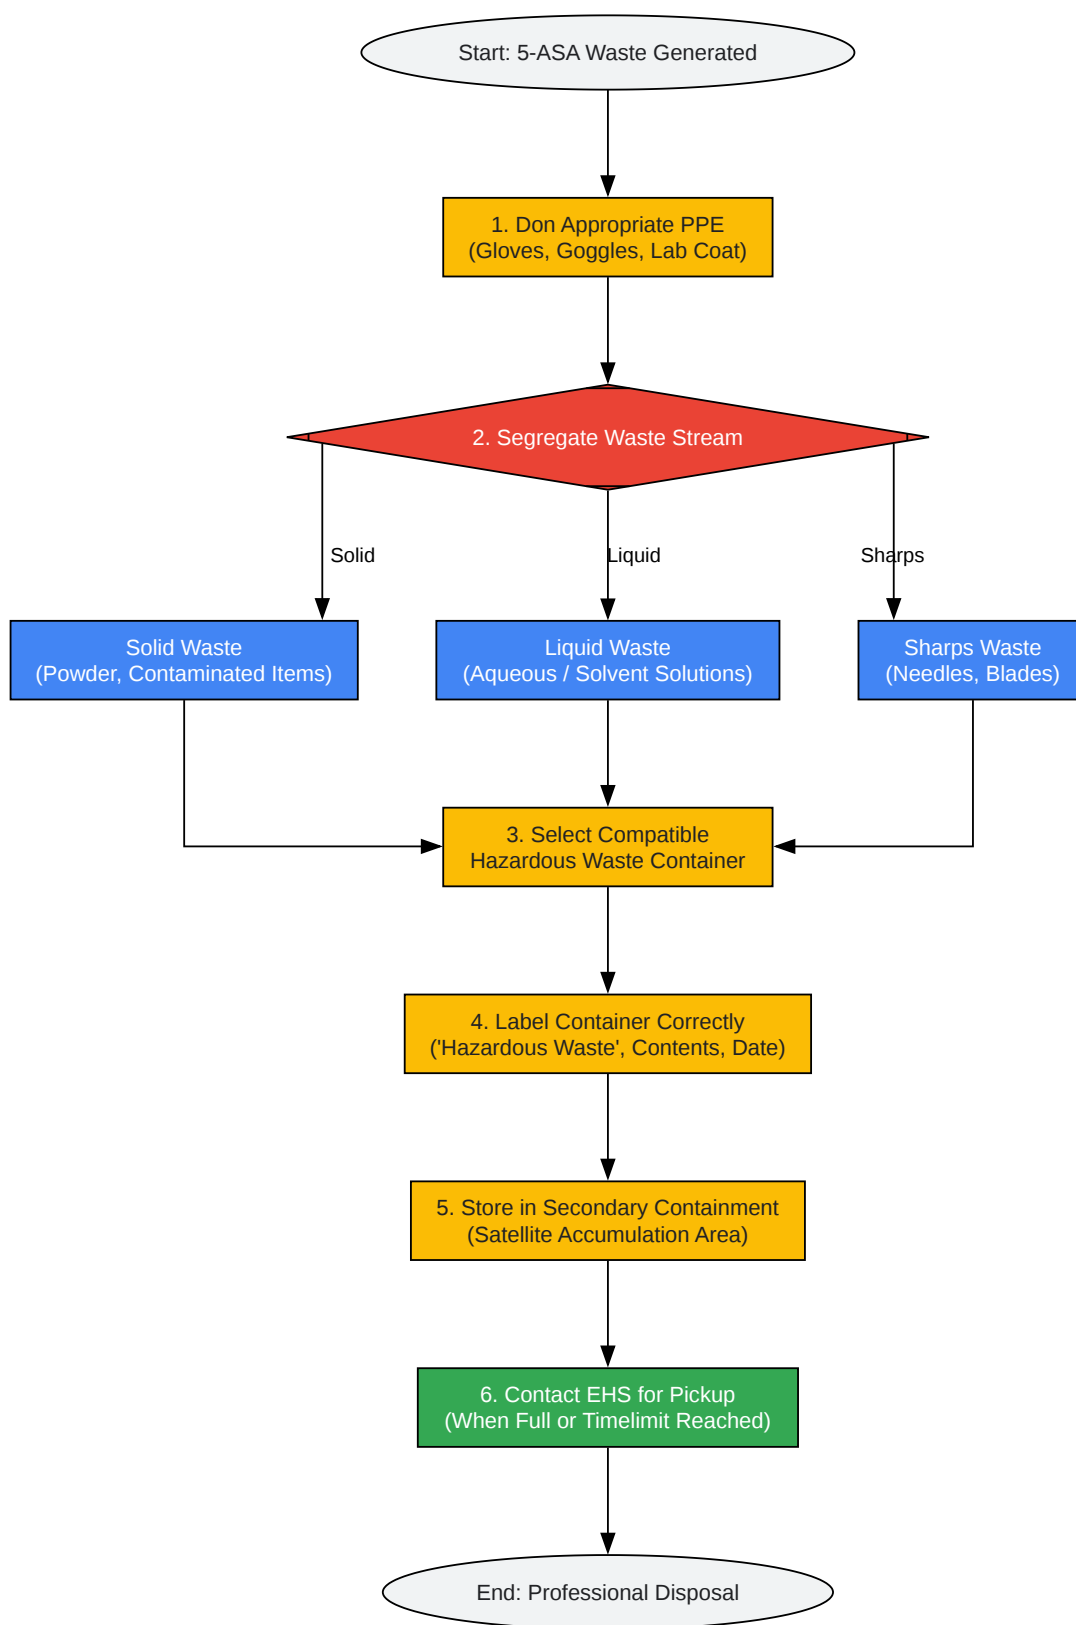 Start: 5-ASA Waste Generated
1. Don Appropriate PPE
(Gloves, Goggles, Lab Coat)
2. Segregate Waste Stream
Solid
Liquid
Sharps
Solid Waste
(Powder, Contaminated Items)
Liquid Waste
(Aqueous / Solvent Solutions)
Sharps Waste
(Needles, Blades)
3. Select Compatible
Hazardous Waste Container
4. Label Container Correctly
('Hazardous Waste', Contents, Date)
5. Store in Secondary Containment
(Satellite Accumulation Area)
6. Contact EHS for Pickup
(When Full or Timelimit Reached)
End: Professional Disposal